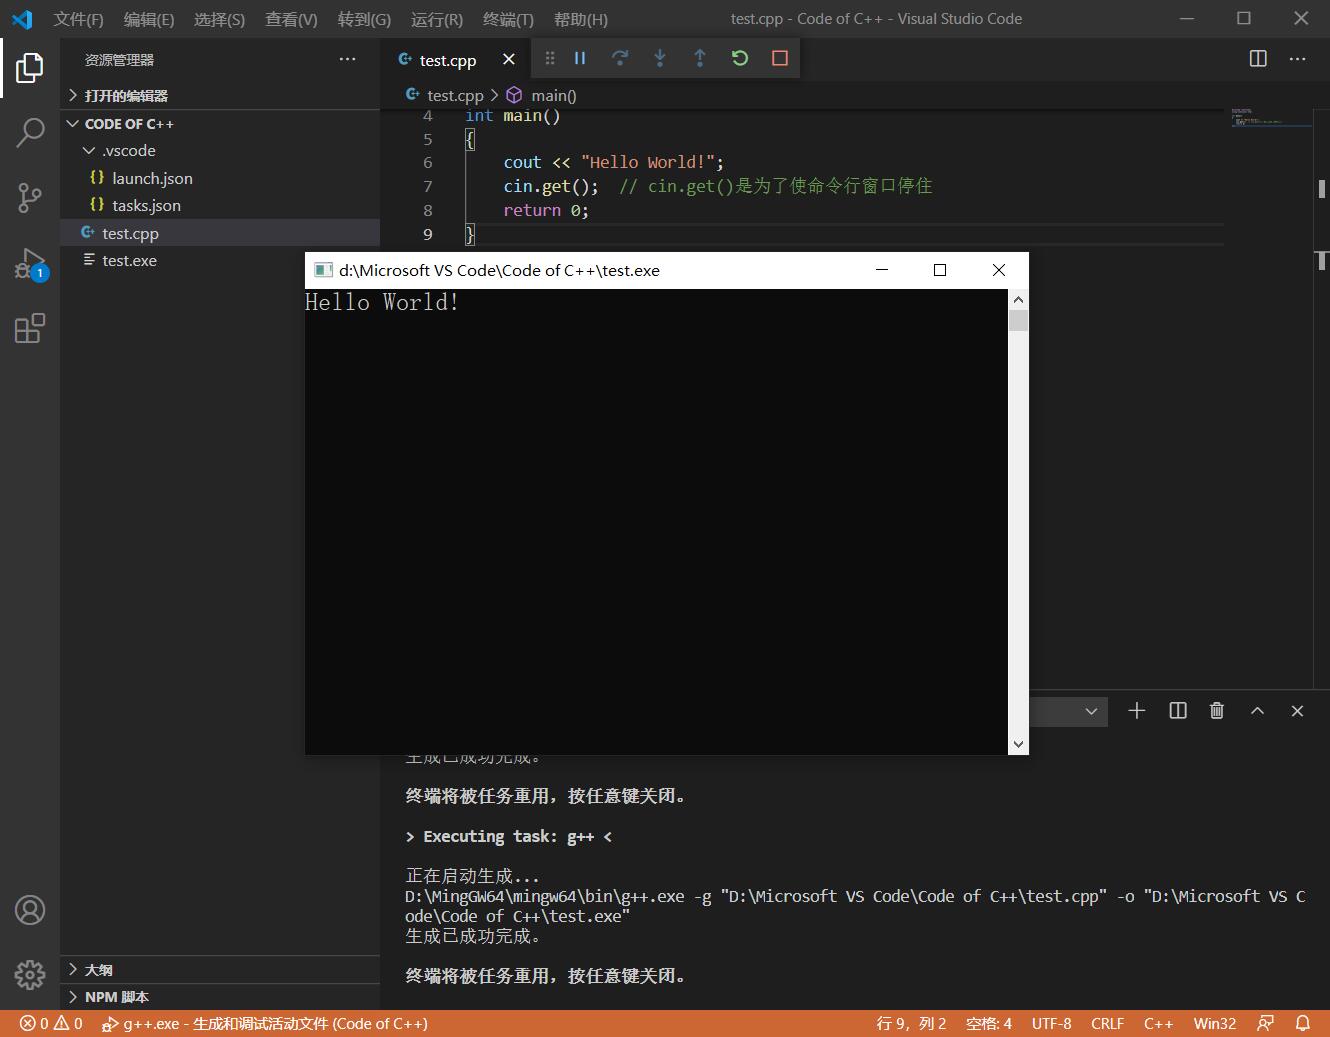 文件(F) 编辑(E) 选择(S) 查看(V) 转到(G) 运行(R) 终端(T) 帮助(H) test.cpp - Code of C++ - Visual Studio Code
资源管理器
打开的编辑器
CODE OF C++
.vscode
launch.json
tasks.json
test.cpp
test.exe
大纲
NPM 脚本
1
test.cpp
test.cpp > main()
4 int main()
5 {
6 cout << "Hello World!";
7 cin.get(); // cin.get()是为了使命令行窗口停住
8 return 0;
9 }
d:\Microsoft VS Code\Code of C++\test.exe
Hello World!
生成已成功完成。
终端将被任务重用，按任意键关闭。
> Executing task: g++ <
正在启动生成...
D:\MingGW64\mingw64\bin\g++.exe -g "D:\Microsoft VS Code\Code of C++\test.cpp" -o "D:\Microsoft VS C
ode\Code of C++\test.exe"
生成已成功完成。
终端将被任务重用，按任意键关闭。
0 0 g++.exe - 生成和调试活动文件 (Code of C++) 行 9，列 2 空格: 4 UTF-8 CRLF C++ Win32